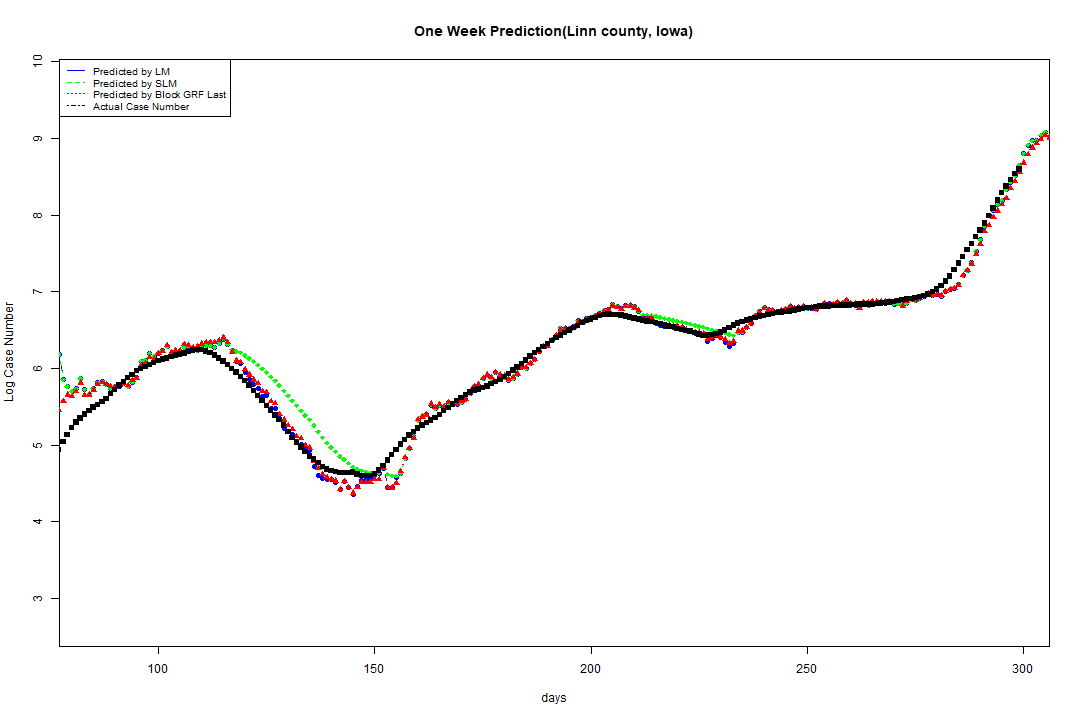 One Week Prediction(Linn county, Iowa)
Predicted by LM
Predicted by SLM
Predicted by Block GRF Last
Actual Case Number
Log Case Number
10
9
8
7
6
5
4
3
100 150 200 250 300
days